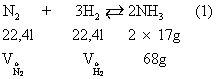 N₂ + 3H₂ ⇄ 2NH₃ (1)
22,4l 22,4l 2 × 17g
V°N₂ V°H₂ 68g